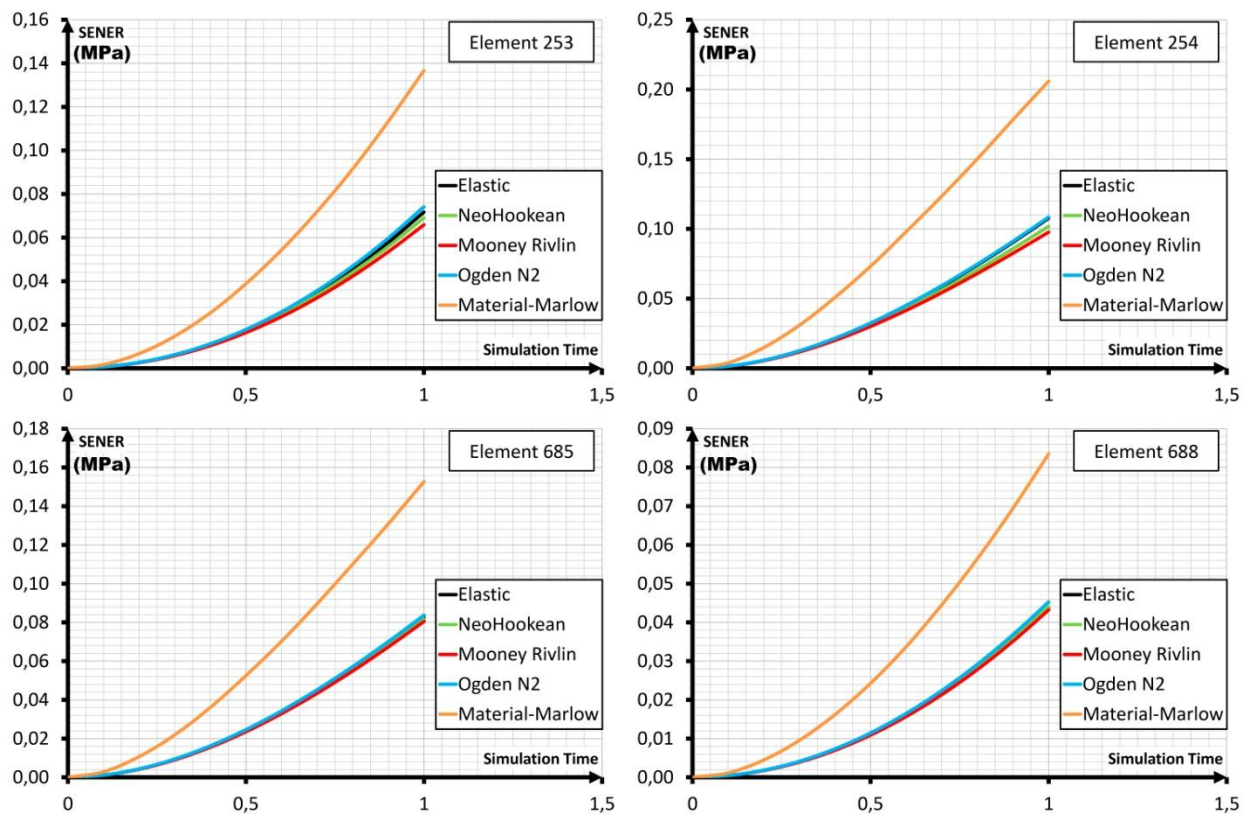 0,16
SENER
(MPa)
Element 253
0,14
0,12
0,10
0,08
0,06
0,04
0,02
0,00
Elastic
NeoHookean
Mooney Rivlin
Ogden N2
Material-Marlow
Simulation Time
0
0,5
1
1,5
0,25
SENER
(MPa)
Element 254
0,20
0,15
0,10
0,05
0,00
Elastic
NeoHookean
Mooney Rivlin
Ogden N2
Material-Marlow
Simulation Time
0
0,5
1
1,5
0,18
SENER
(MPa)
Element 685
0,16
0,14
0,12
0,10
0,08
0,06
0,04
0,02
0,00
Elastic
NeoHookean
Mooney Rivlin
Ogden N2
Material-Marlow
Simulation Time
0
0,5
1
1,5
0,09
SENER
(MPa)
Element 688
0,08
0,07
0,06
0,05
0,04
0,03
0,02
0,01
0,00
Elastic
NeoHookean
Mooney Rivlin
Ogden N2
Material-Marlow
Simulation Time
0
0,5
1
1,5